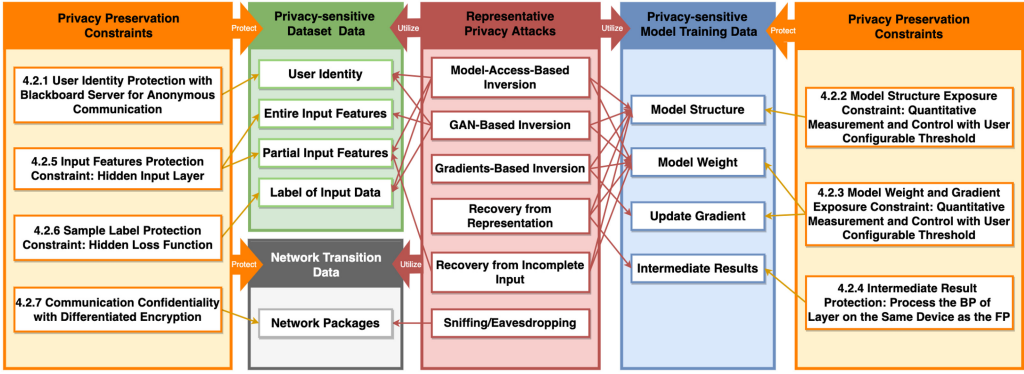 Privacy Preservation
Constraints
Protect
Privacy-sensitive
Dataset Data
Utilize
Representative
Privacy Attacks
Utilize
Privacy-sensitive
Model Training Data
Protect
Privacy Preservation
Constraints
4.2.1 User Identity Protection with
Blackboard Server for Anonymous
Communication
4.2.5 Input Features Protection
Constraint: Hidden Input Layer
4.2.6 Sample Label Protection
Constraint: Hidden Loss Function
4.2.7 Communication Confidentiality
with Differentiated Encryption
User Identity
Entire Input Features
Partial Input Features
Label of Input Data
Protect
Network Transition
Data
Utilize
Network Packages
Model-Access-Based
Inversion
GAN-Based Inversion
Gradients-Based Inversion
Recovery from
Representation
Recovery from Incomplete
Input
Sniffing/Eavesdropping
Model Structure
Model Weight
Update Gradient
Intermediate Results
4.2.2 Model Structure Exposure
Constraint: Quantitative
Measurement and Control with User
Configurable Threshold
4.2.3 Model Weight and Gradient
Exposure Constraint: Quantitative
Measurement and Control with User
Configurable Threshold
4.2.4 Intermediate Result
Protection: Process the BP of
Layer on the Same Device as the FP